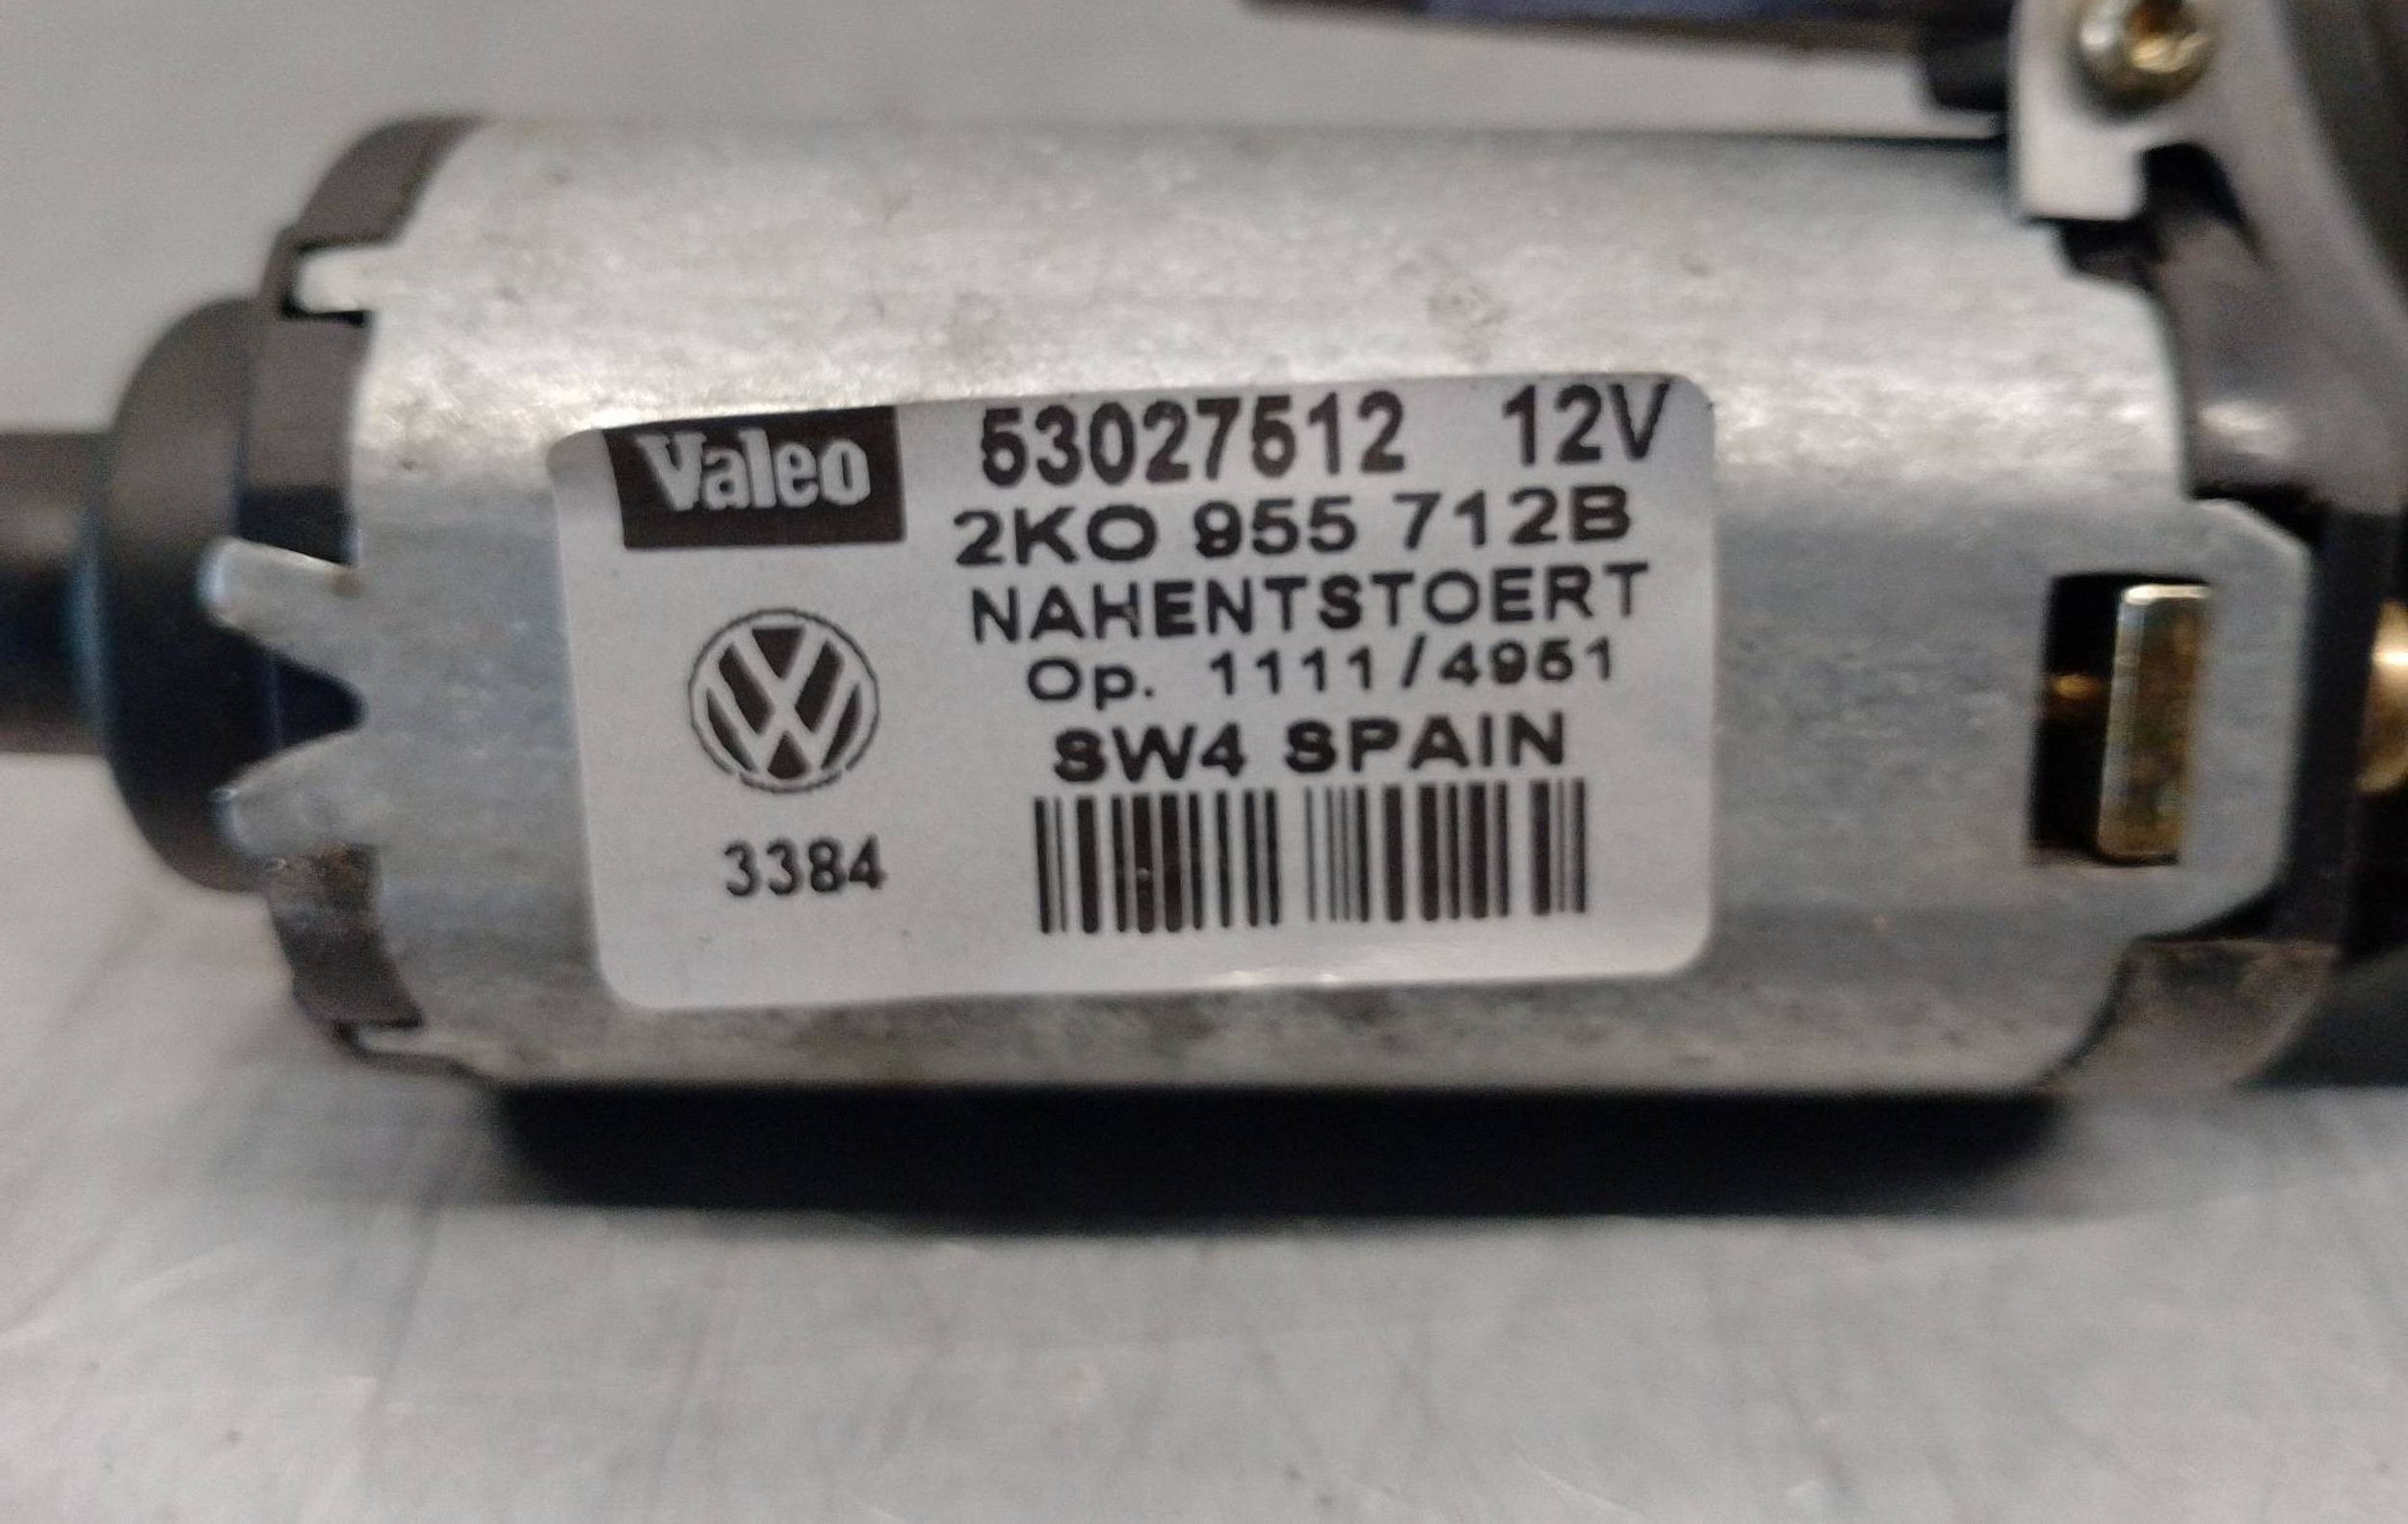 Valeo 53027512 12V
2KO 955 712B
NAHENTSTOERT
Op. 1111/4951
SW4 SPAIN
3384